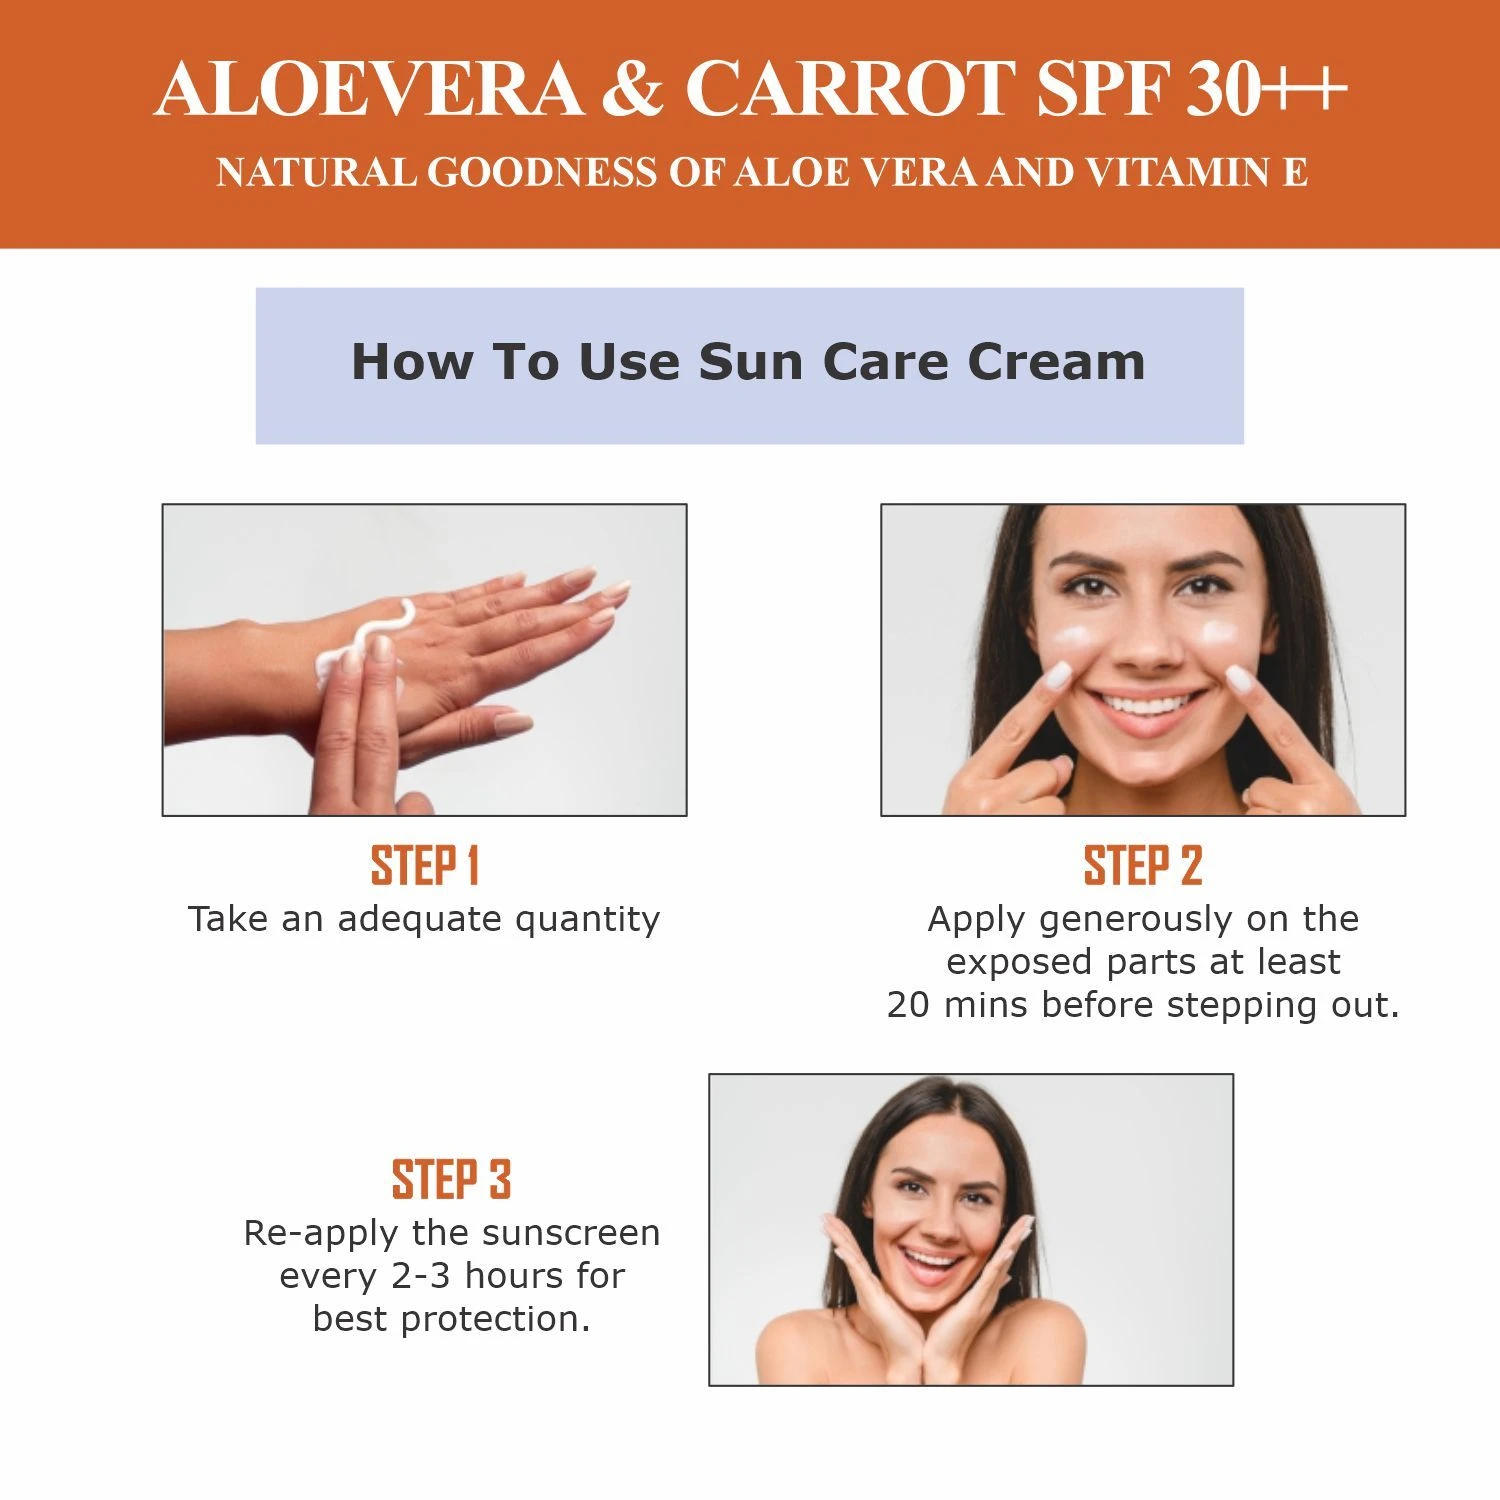 ALOEVERA & CARROT SPF 30++
NATURAL GOODNESS OF ALOE VERA AND VITAMIN E
How To Use Sun Care Cream
STEP 1
Take an adequate quantity
STEP 2
Apply generously on the
exposed parts at least
20 mins before stepping out.
STEP 3
Re-apply the sunscreen
every 2-3 hours for
best protection.